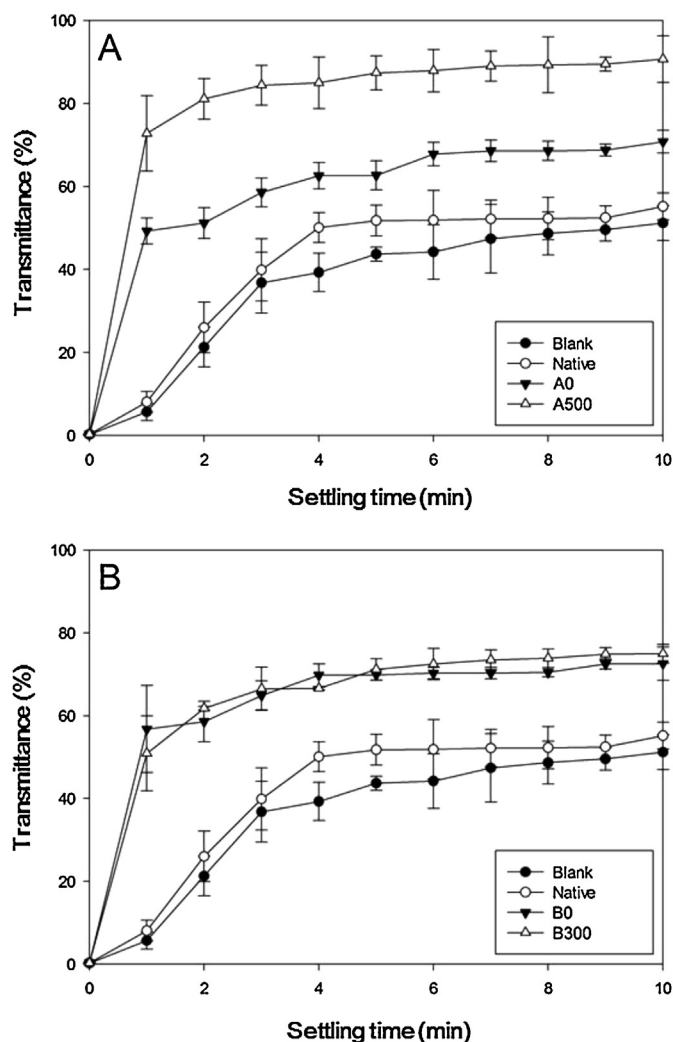 A
Transmittance (%)
100
80
60
40
20
0
Blank
Native
A0
A500
0 2 4 6 8 10
Settling time (min)
B
Transmittance (%)
100
80
60
40
20
0
Blank
Native
B0
B300
0 2 4 6 8 10
Settling time (min)